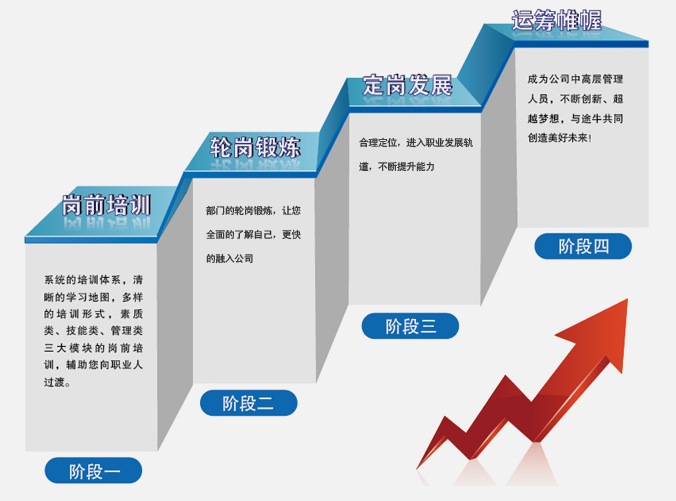 岗前培训
系统的培训体系，清
晰的学习地图，多样
的培训形式，素质
类、技能类、管理类
三大模块的岗前培
训，辅助您向职业人
过渡。
阶段一
轮岗锻炼
部门的轮岗锻炼，让您
全面的了解自己，更快
的融入公司
阶段二
定岗发展
合理定位，进入职业发展轨
道，不断提升能力
阶段三
运筹帷幄
成为公司中高层管理
人员，不断创新、超
越梦想，与途牛共同
创造美好未来！
阶段四